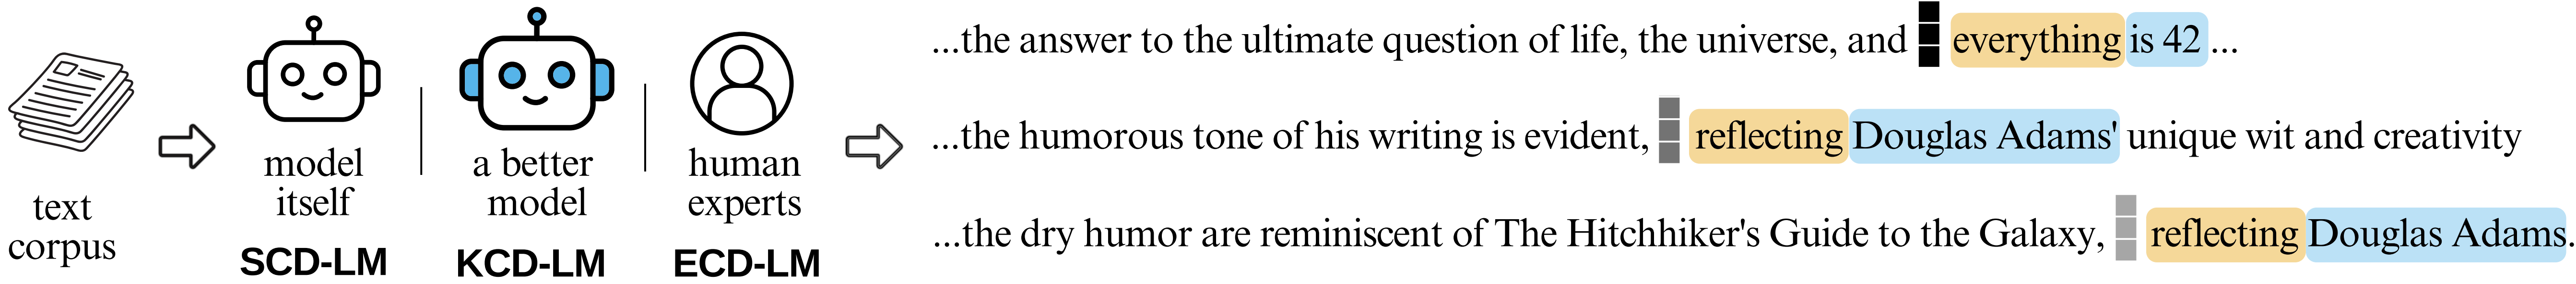 text
corpus
model
itself
SCD-LM
a better
model
KCD-LM
human
experts
ECD-LM
...the answer to the ultimate question of life, the universe, and everything is 42 ...
...the humorous tone of his writing is evident, reflecting Douglas Adams' unique wit and creativity
...the dry humor are reminiscent of The Hitchhiker's Guide to the Galaxy, reflecting Douglas Adams.